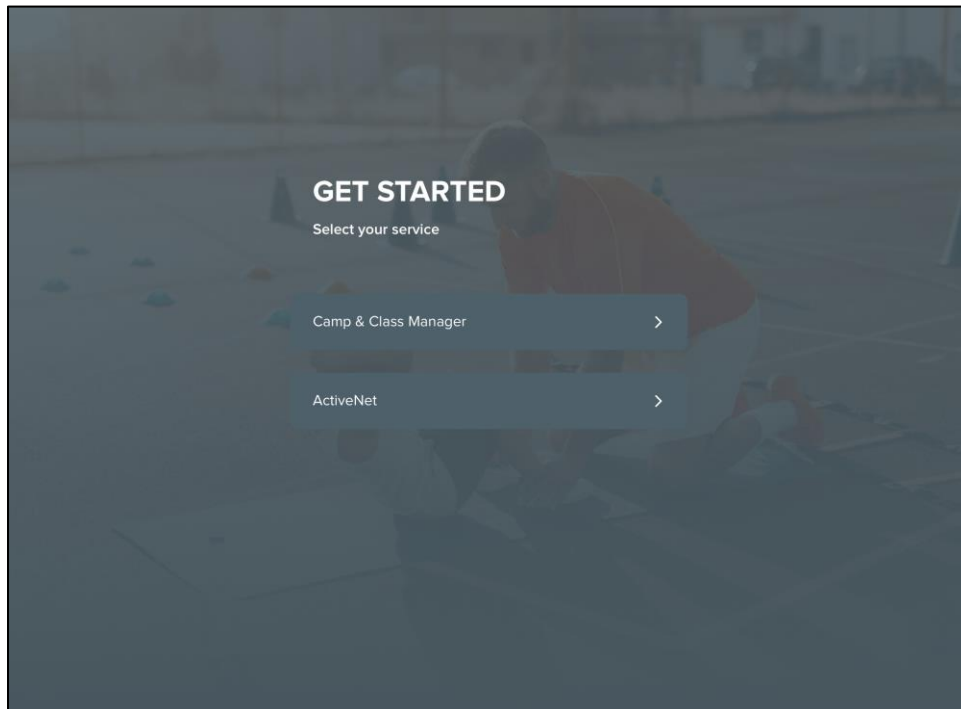 GET STARTED
Select your service
Camp & Class Manager
ActiveNet